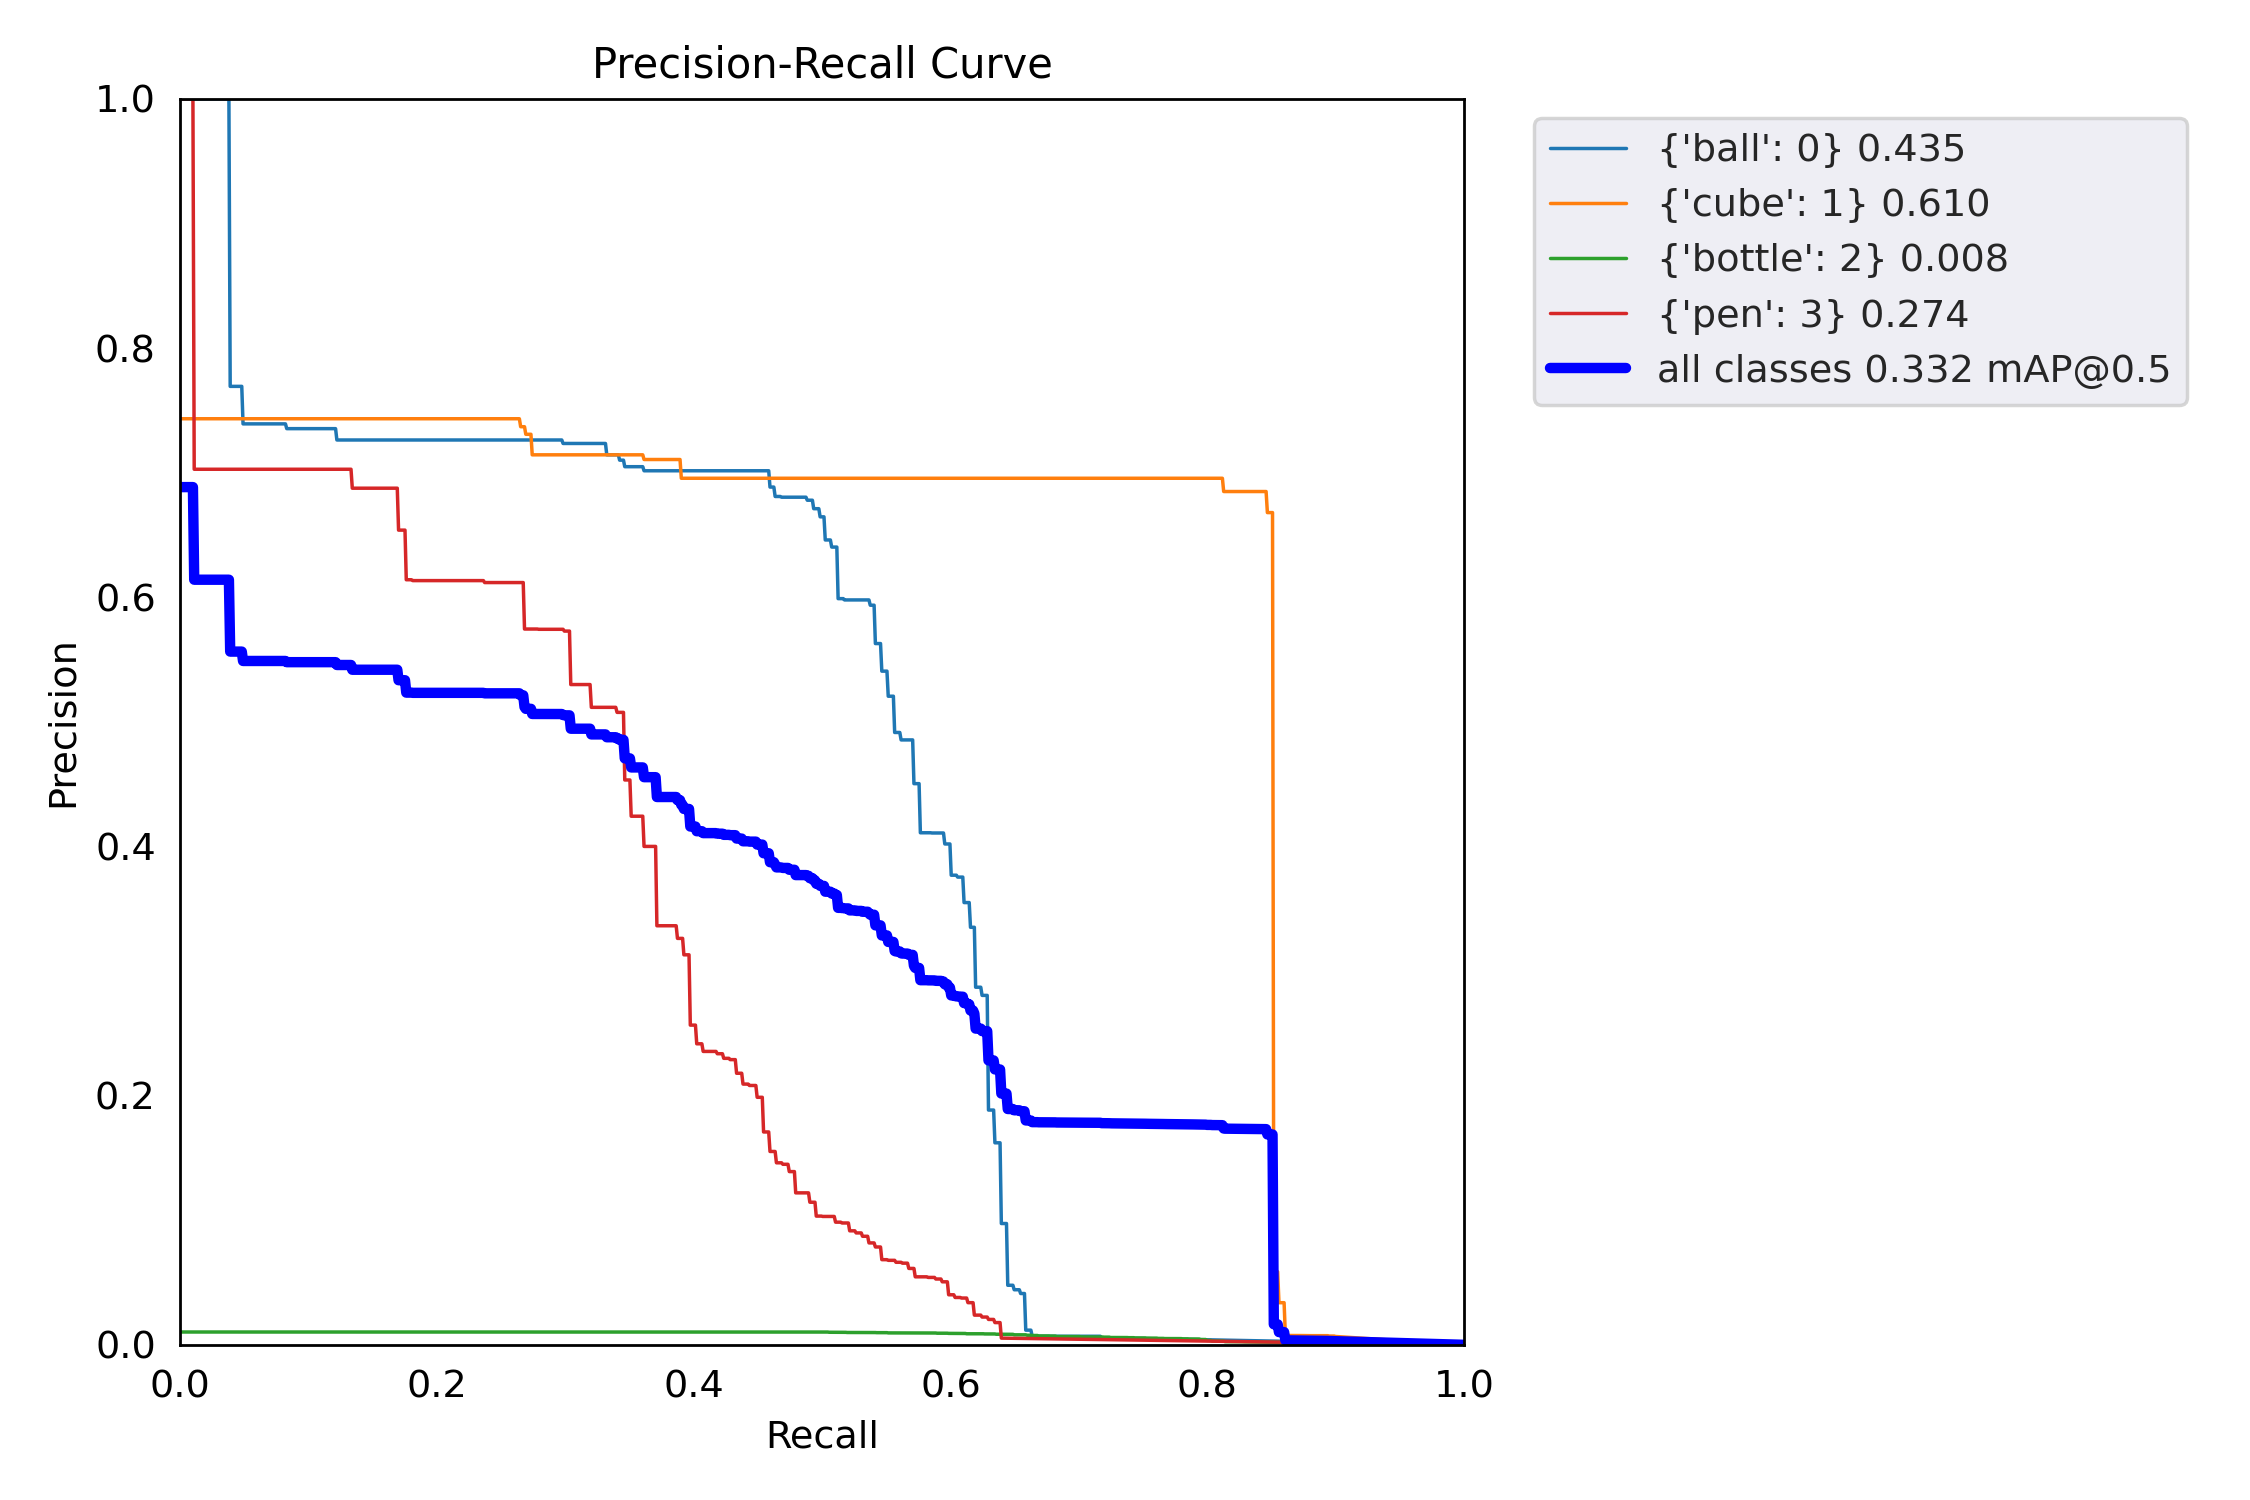 Precision-Recall Curve
1.0
0.8
0.6
0.4
0.2
0.0
Precision
0.0 0.2 0.4 0.6 0.8 1.0
Recall
{'ball': 0} 0.435
{'cube': 1} 0.610
{'bottle': 2} 0.008
{'pen': 3} 0.274
all classes 0.332 mAP@0.5